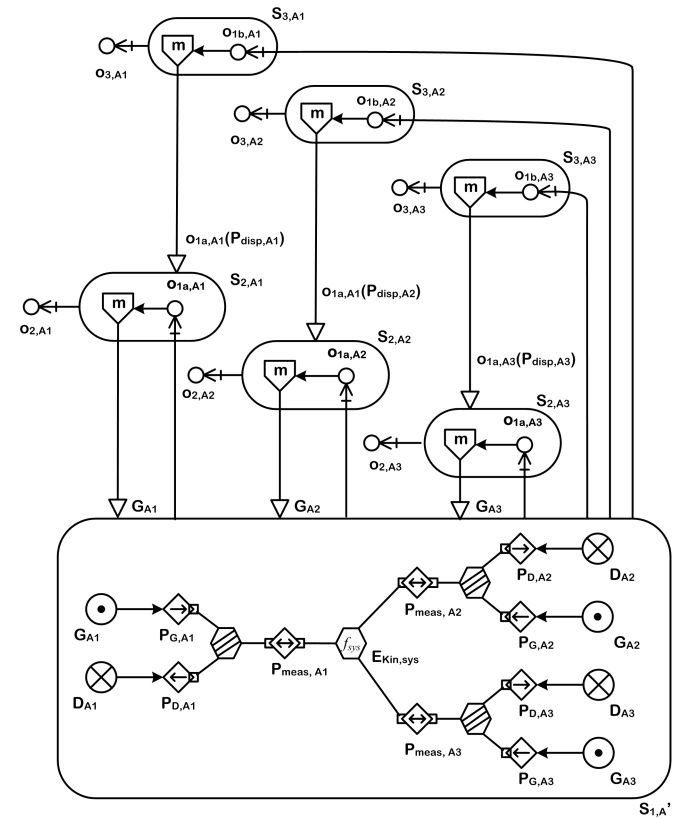 S3,A1
m
o1b,A1
o3,A1
S3,A2
m
o1b,A2
o3,A2
S3,A3
m
o1b,A3
o3,A3
o1a,A1(Pdisp,A1)
S2,A1
m
o1a,A1
o2,A1
o1a,A1(Pdisp,A2)
S2,A2
m
o1a,A2
o2,A2
o1a,A3(Pdisp,A3)
S2,A3
m
o1a,A3
o2,A3
GA1
GA2
GA3
GA1
PG,A1
DA1
PD,A1
Pmeas, A1
fsys
EKin,sys
Pmeas, A2
PD,A2
DA2
PG,A2
GA2
Pmeas, A3
PD,A3
DA3
PG,A3
GA3
S1,A'